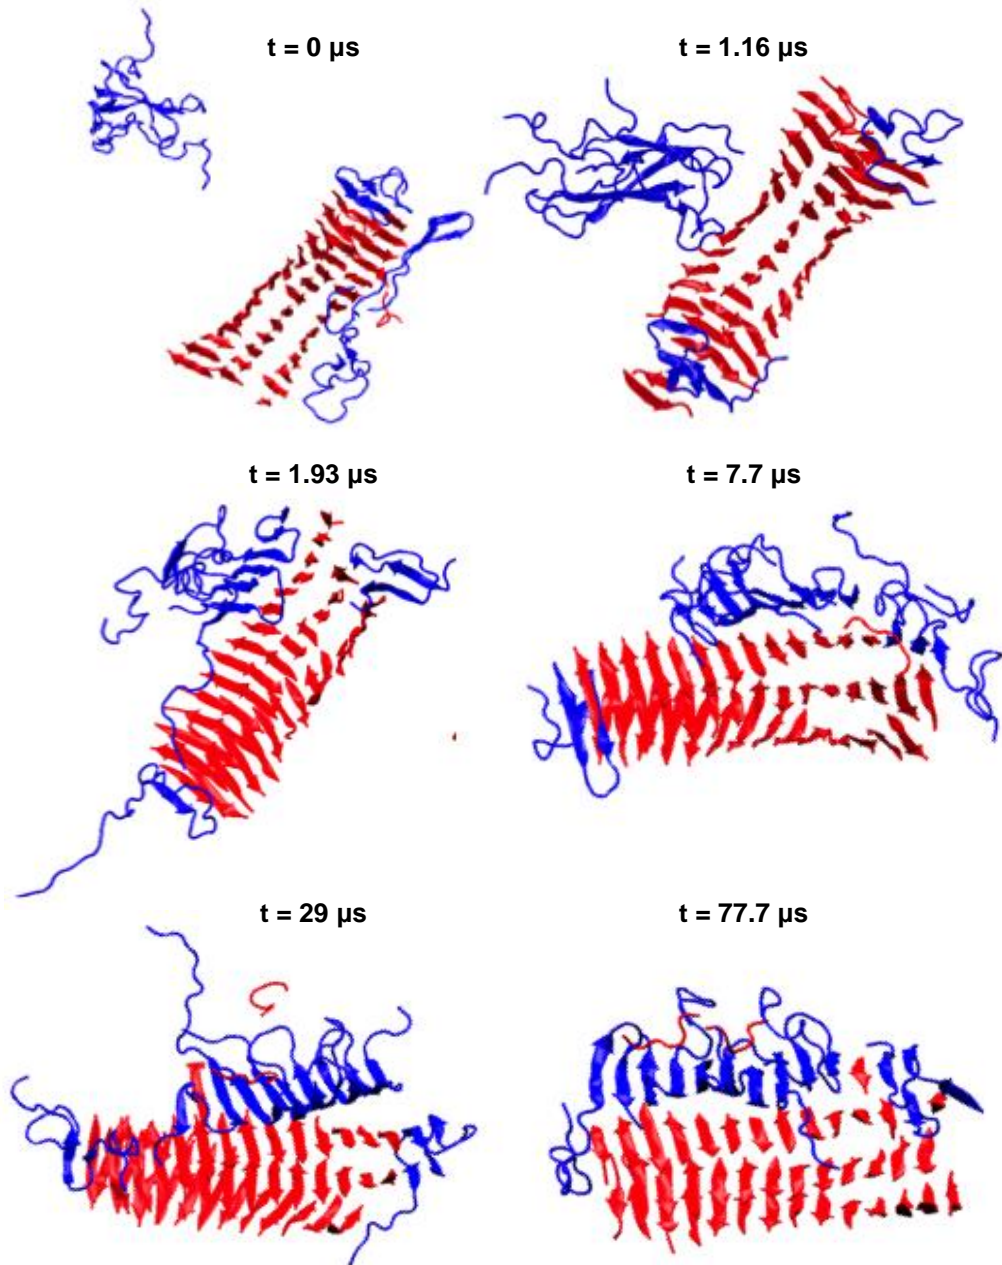 t = 0 µs
t = 1.16 µs
t = 1.93 µs
t = 7.7 µs
t = 29 µs
t = 77.7 µs